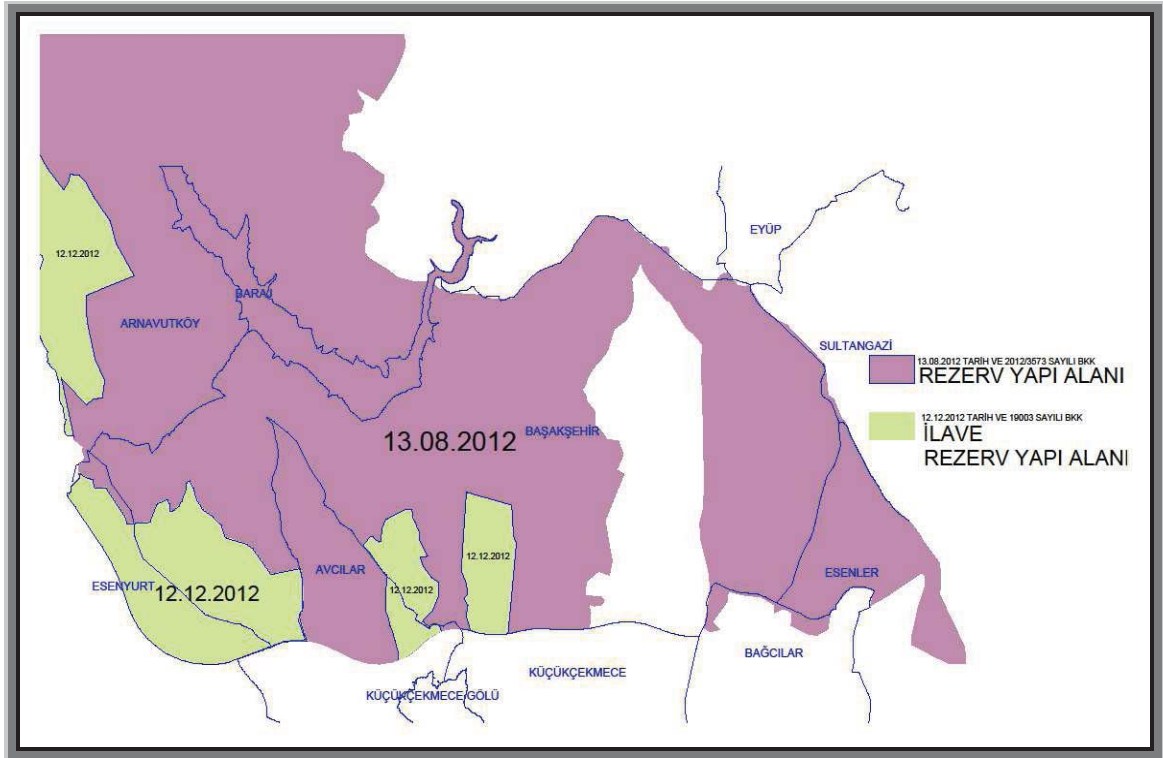 EYÜP
12.12.2012
BARAJ
ARNAVUTKÖY
SULTANGAZİ
13.08.2012 TARİH VE 2012/3573 SAYILI BKK
REZERV YAPI ALANI
12.12.2012 TARİH VE 19003 SAYILI BKK
İLAVE
REZERV YAPI ALANI
13.08.2012
BAŞAKŞEHİR
12.12.2012
AVCILAR
ESENLER
ESENYURT
12.12.2012
12.12.2012
BAĞCILAR
KÜÇÜKÇEKMECE
KÜÇÜKÇEKMECE GÖLÜ